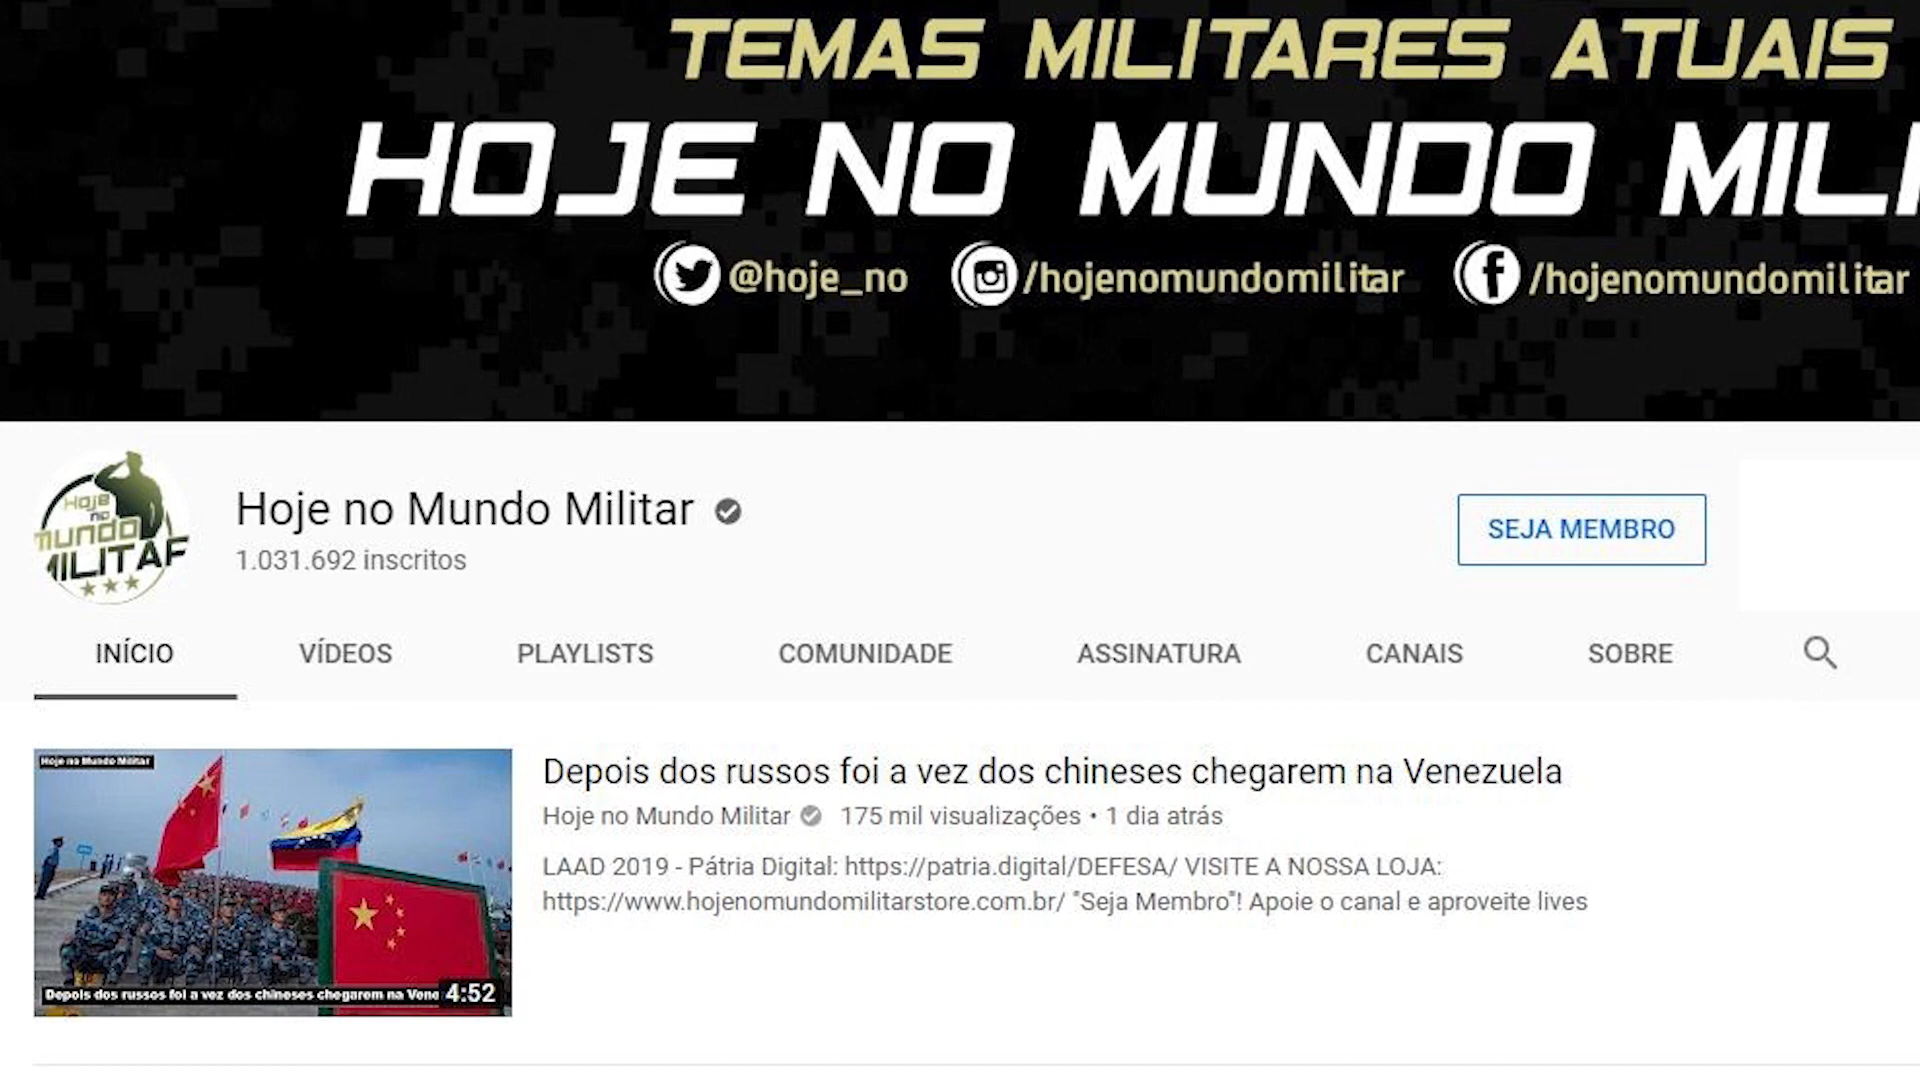 TEMAS MILITARES ATUAIS
HOJE NO MUNDO MILI
@hoje_no /hojenomundomilitar /hojenomundomilitar
Hoje no MUNDO MILITAR
Hoje no Mundo Militar
1.031.692 inscritos
SEJA MEMBRO
INÍCIO VÍDEOS PLAYLISTS COMUNIDADE ASSINATURA CANAIS SOBRE
Hoje no Mundo Militar
Depois dos russos foi a vez dos chineses chegarem na Vene 4:52
Depois dos russos foi a vez dos chineses chegarem na Venezuela
Hoje no Mundo Militar 175 mil visualizações • 1 dia atrás
LAAD 2019 - Pátria Digital: https://patria.digital/DEFESA/ VISITE A NOSSA LOJA:
https://www.hojenomundomilitarstore.com.br/ "Seja Membro"! Apoie o canal e aproveite lives